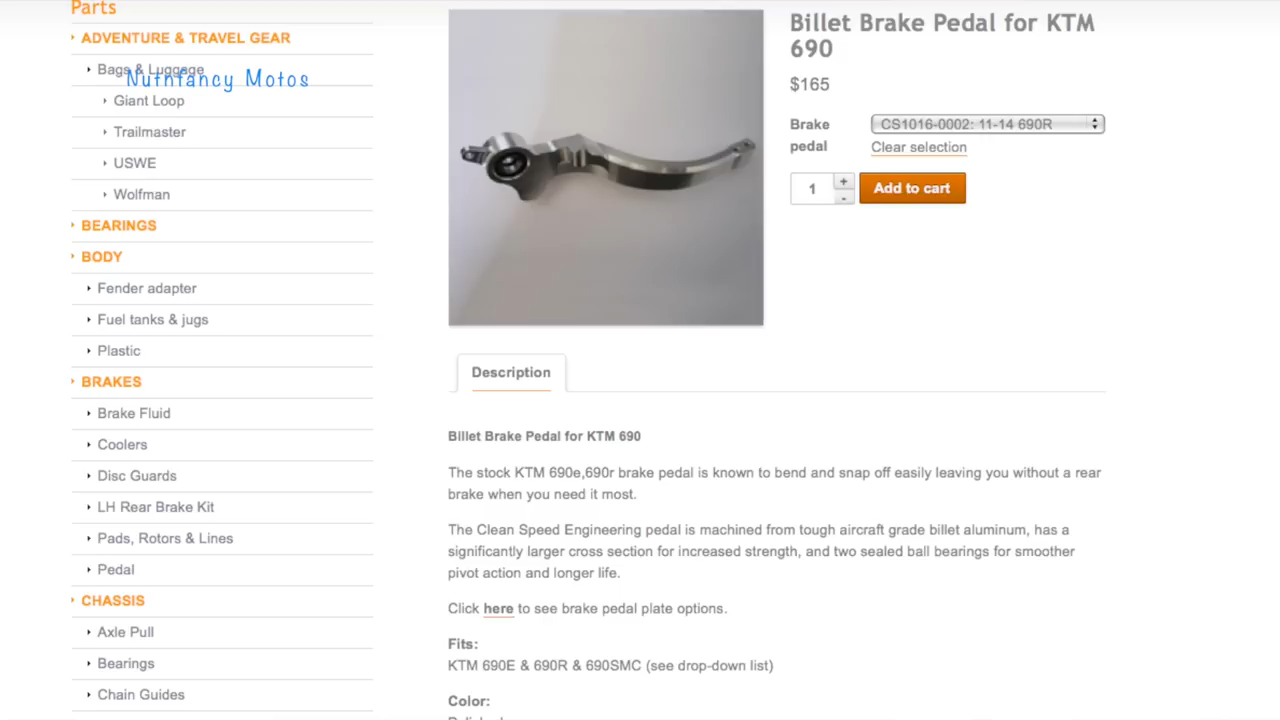 Parts
ADVENTURE & TRAVEL GEAR
Bags & Luggage
Nutnfancy Motos
Giant Loop
Trailmaster
USWE
Wolfman
BEARINGS
BODY
Fender adapter
Fuel tanks & jugs
Plastic
BRAKES
Brake Fluid
Coolers
Disc Guards
LH Rear Brake Kit
Pads, Rotors & Lines
Pedal
CHASSIS
Axle Pull
Bearings
Chain Guides
Billet Brake Pedal for KTM
690
$165
Brake
pedal
CS1016-0002: 11-14 690R
Clear selection
1 + -
Add to cart
Description
Billet Brake Pedal for KTM 690
The stock KTM 690e,690r brake pedal is known to bend and snap off easily leaving you without a rear
brake when you need it most.
The Clean Speed Engineering pedal is machined from tough aircraft grade billet aluminum, has a
significantly larger cross section for increased strength, and two sealed ball bearings for smoother
pivot action and longer life.
Click here to see brake pedal plate options.
Fits:
KTM 690E & 690R & 690SMC (see drop-down list)
Color: